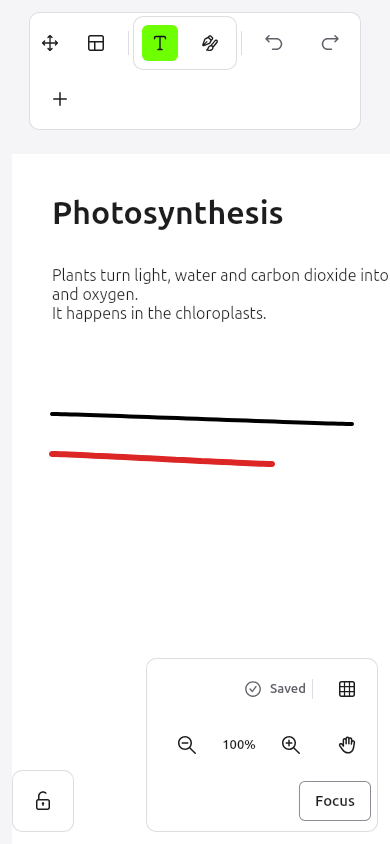 T
Photosynthesis
Plants turn light, water and carbon dioxide into
and oxygen.
It happens in the chloroplasts.
Saved
100%
Focus